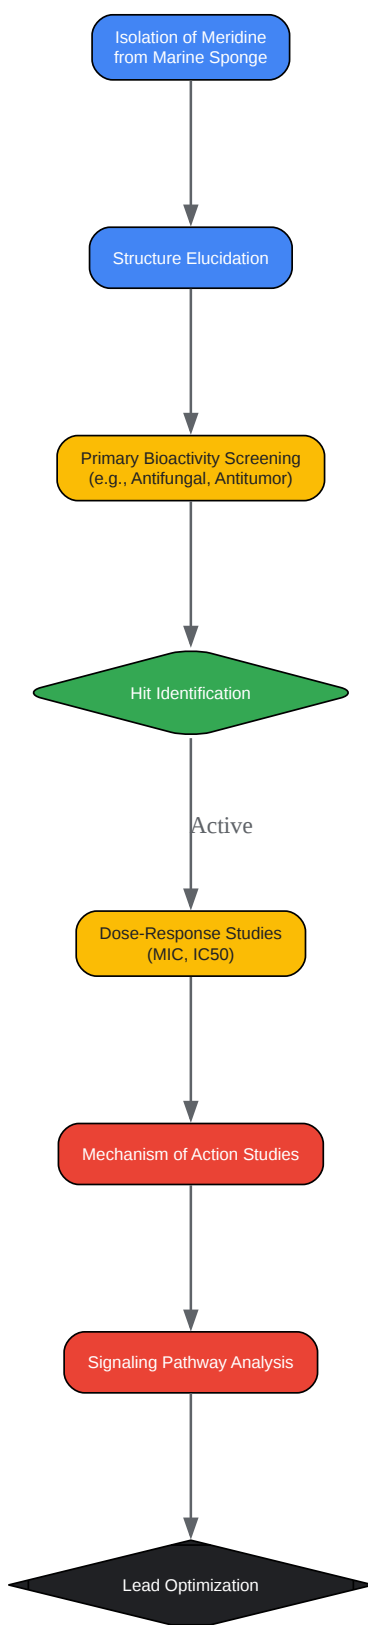 Isolation of Meridine
from Marine Sponge
Structure Elucidation
Primary Bioactivity Screening
(e.g., Antifungal, Antitumor)
Hit Identification
Active
Dose-Response Studies
(MIC, IC50)
Mechanism of Action Studies
Signaling Pathway Analysis
Lead Optimization